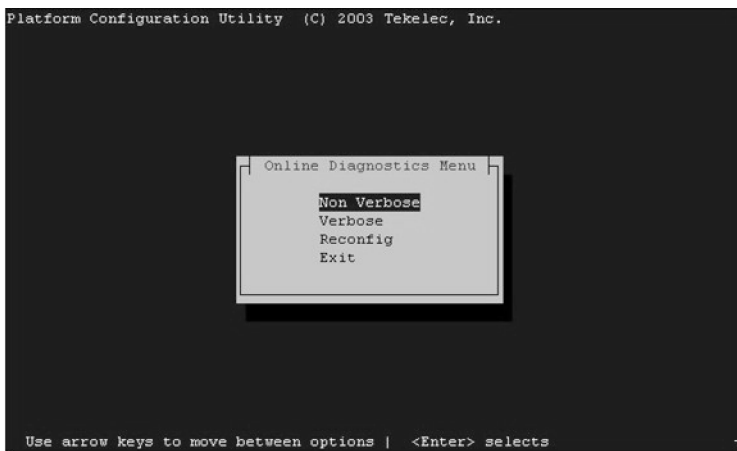 Platform Configuration Utility  (C) 2003 Tekelec, Inc.
Online Diagnostics Menu
Non Verbose
Verbose
Reconfig
Exit
Use arrow keys to move between options |  <Enter> selects